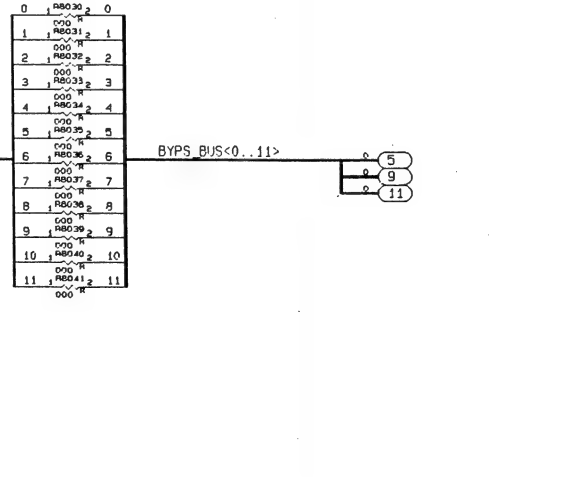 0 1 R8030 2 0
000 R
1 1 R8031 2 1
000 R
2 1 R8032 2 2
000 R
3 1 R8033 2 3
000 R
4 1 R8034 2 4
000 R
5 1 R8035 2 5
000 R
6 1 R8036 2 6
000 R
7 1 R8037 2 7
000 R
8 1 R8038 2 8
000 R
9 1 R8039 2 9
000 R
10 1 R8040 2 10
000 R
11 1 R8041 2 11
000 R
BYPS_BUS<0..11>
0 5
0 9
0 11